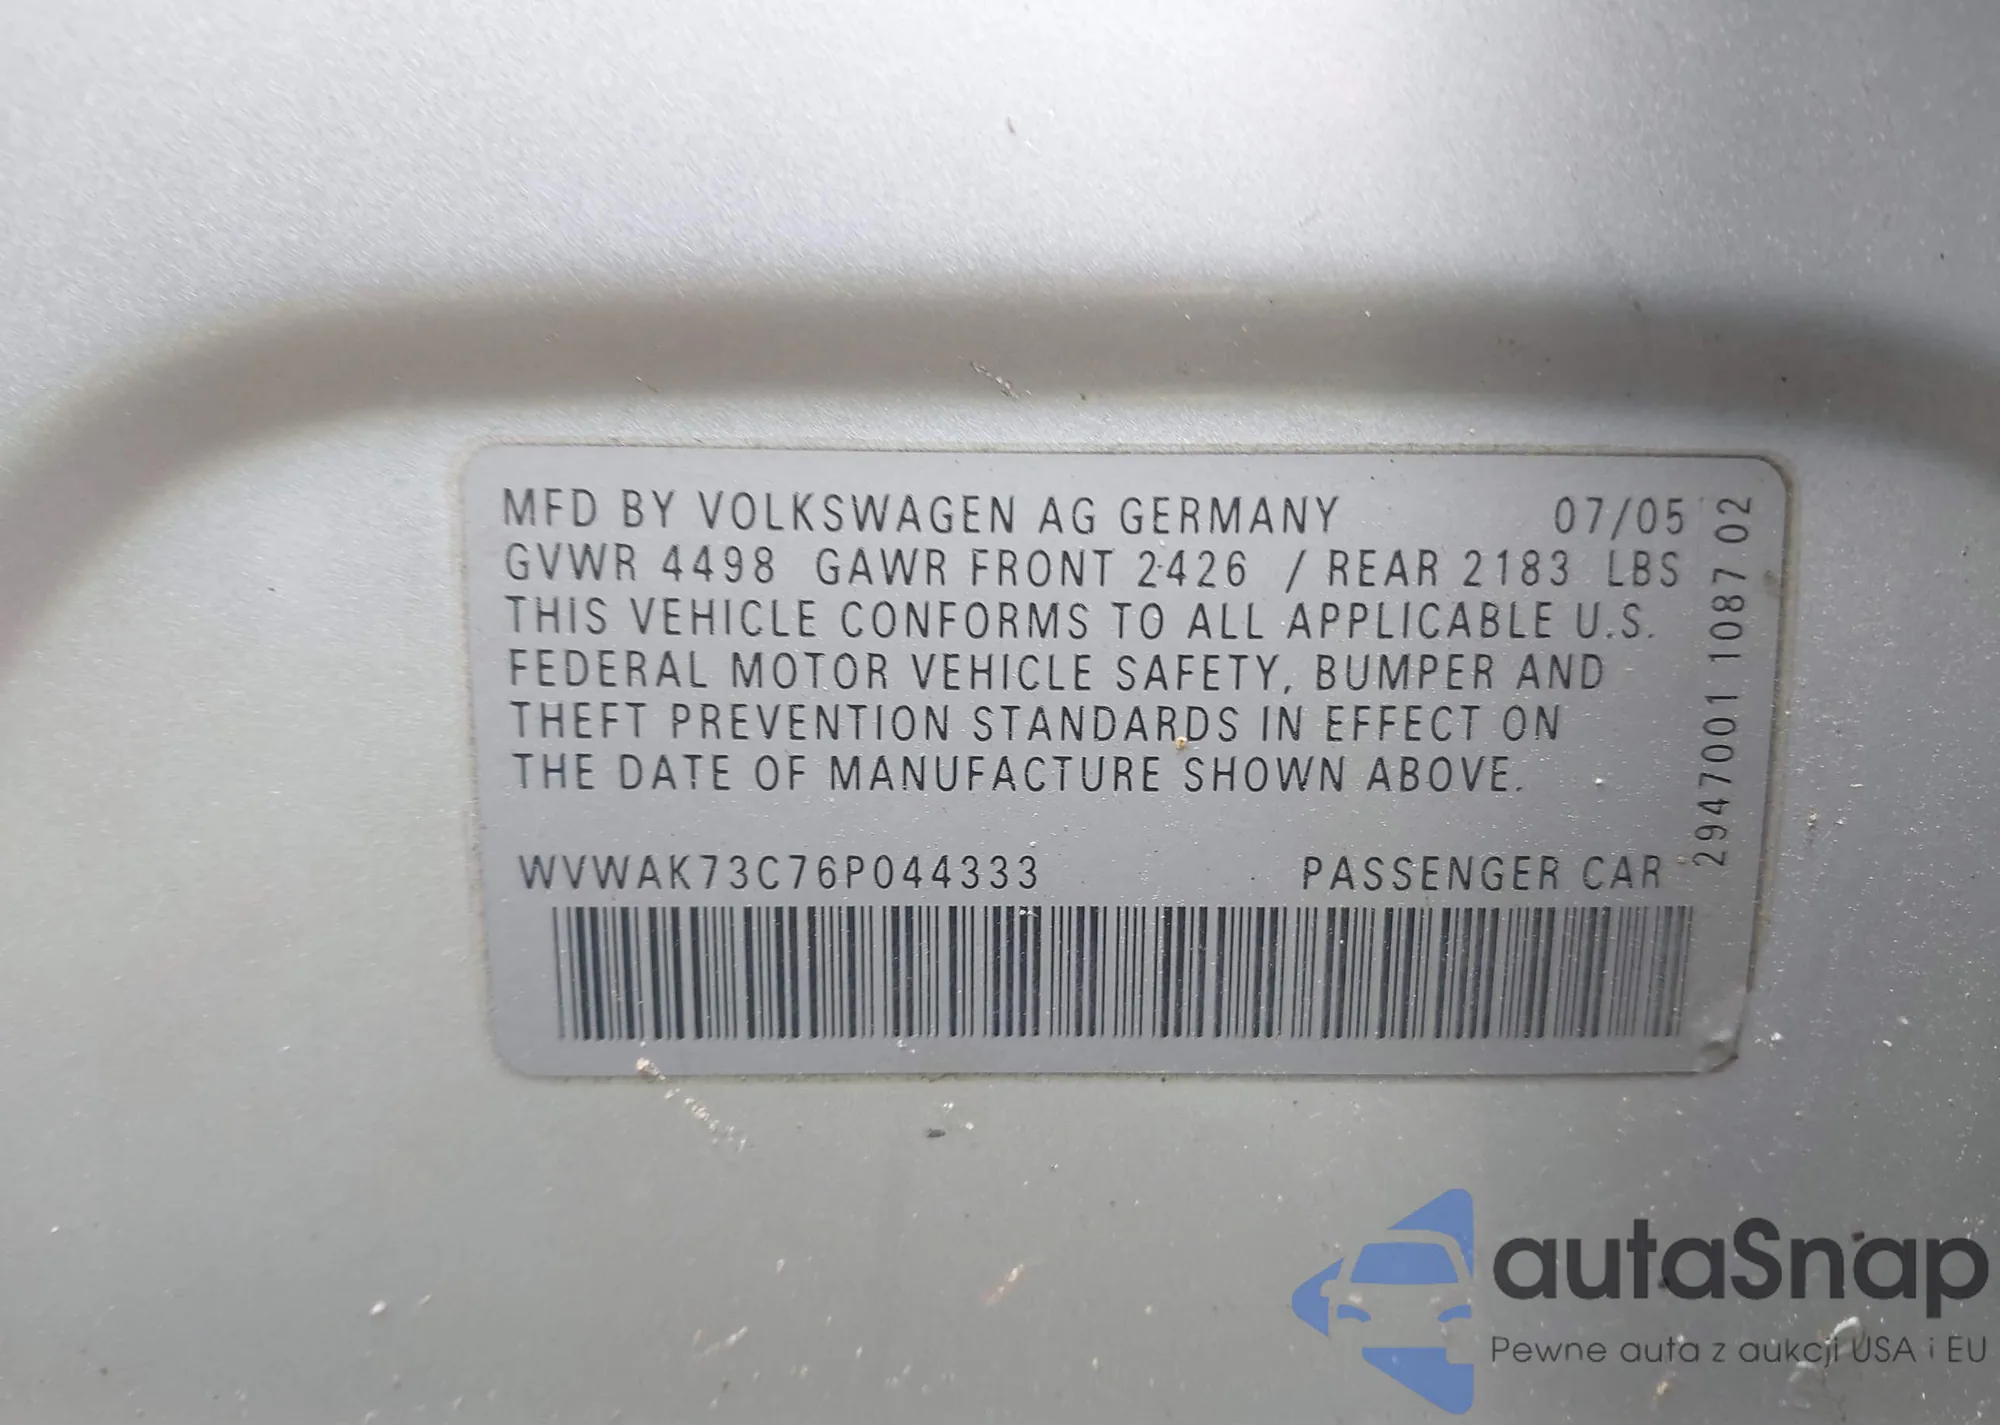 MFD BY VOLKSWAGEN AG GERMANY 07/05
GVWR 4498 GAWR FRONT 2426 / REAR 2183 LBS
THIS VEHICLE CONFORMS TO ALL APPLICABLE U.S.
FEDERAL MOTOR VEHICLE SAFETY, BUMPER AND
THEFT PREVENTION STANDARDS IN EFFECT ON
THE DATE OF MANUFACTURE SHOWN ABOVE.
WVWAK73C76P044333 PASSENGER CAR
2947001 1087 02
autaSnap
Pewne auta z aukcji USA i EU